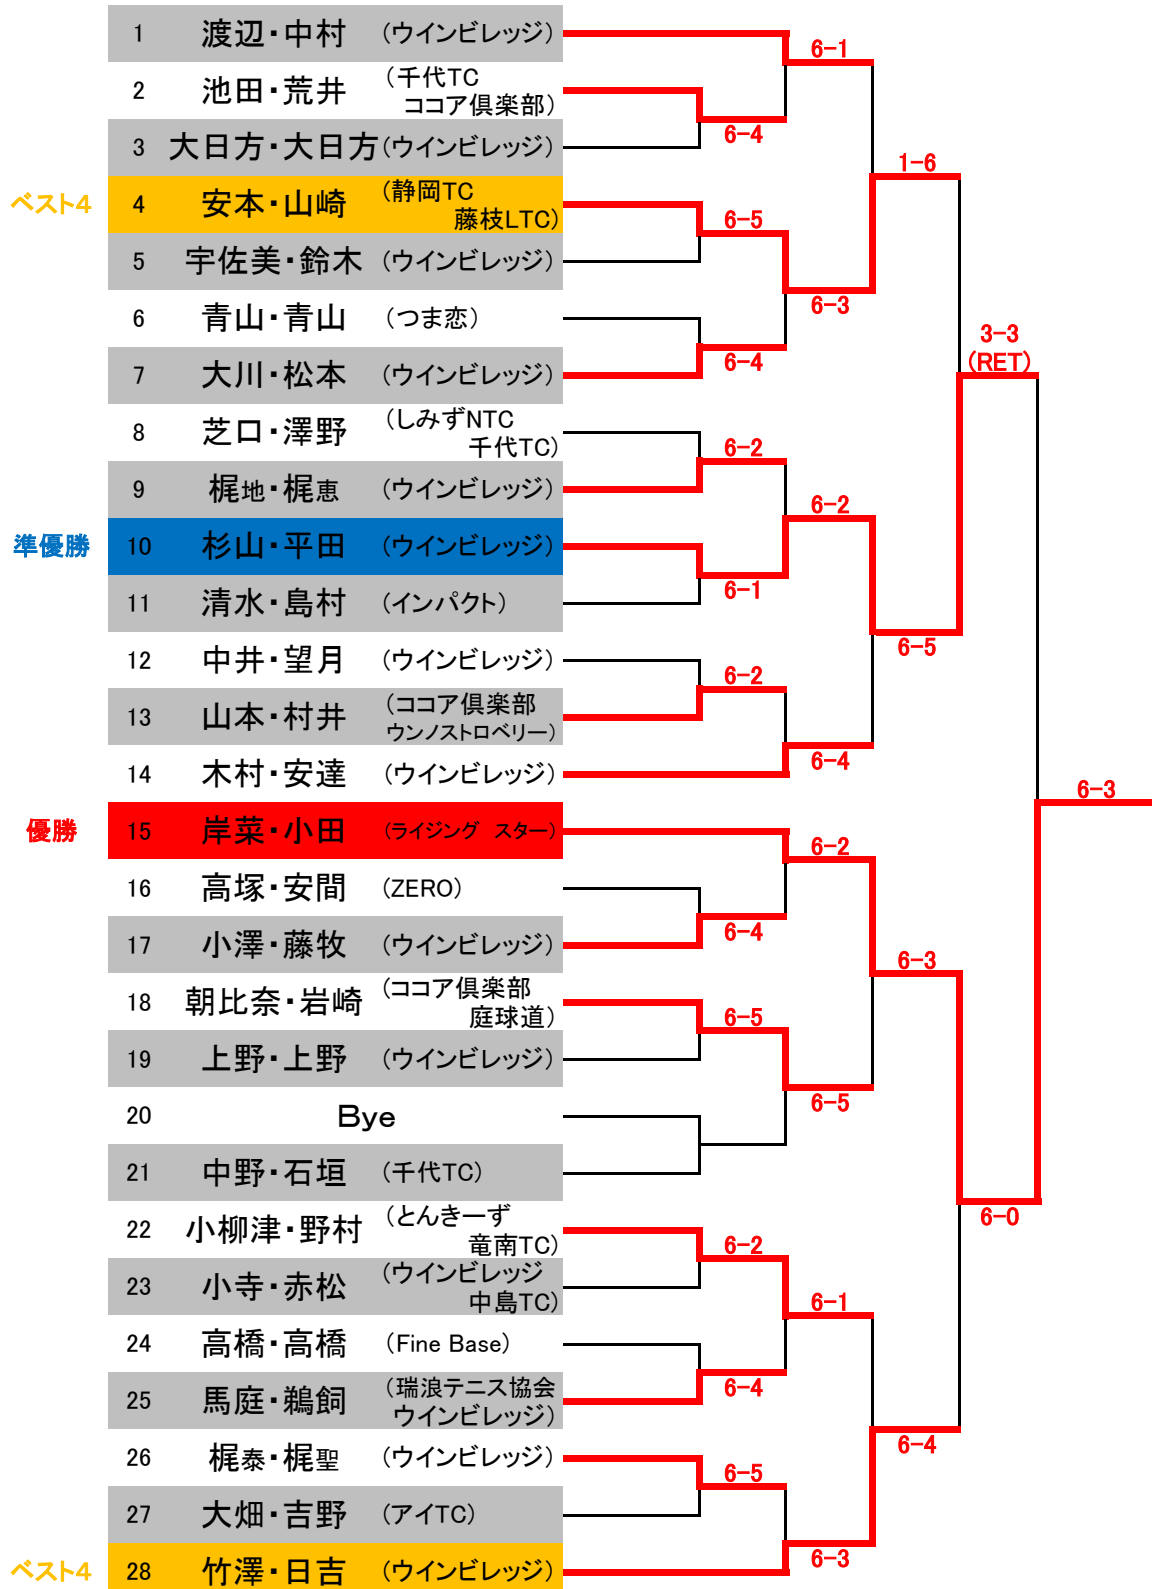 1 渡辺・中村 (ウインビレッジ)
6-1
2 池田・荒井 (千代TC
ココア倶楽部)
6-4
3 大日方・大日方(ウインビレッジ)
1-6
ベスト4 4 安本・山崎 (静岡TC
藤枝LTC)
6-5
5 宇佐美・鈴木 (ウインビレッジ)
6-3
6 青山・青山 (つま恋)
3-3
(RET)
6-4
7 大川・松本 (ウインビレッジ)
8 芝口・澤野 (しみずNTC
千代TC)
6-2
9 梶地・梶恵 (ウインビレッジ)
6-2
準優勝 10 杉山・平田 (ウインビレッジ)
6-1
11 清水・島村 (インパクト)
6-5
12 中井・望月 (ウインビレッジ)
6-2
13 山本・村井 (ココア倶楽部
ウンノストロベリー)
6-4
14 木村・安達 (ウインビレッジ)
6-3
優勝 15 岸菜・小田 (ライジング スター)
6-2
16 高塚・安間 (ZERO)
6-4
17 小澤・藤牧 (ウインビレッジ)
6-3
18 朝比奈・岩崎 (ココア倶楽部
庭球道)
6-5
19 上野・上野 (ウインビレッジ)
6-5
20 Bye
21 中野・石垣 (千代TC)
6-0
22 小柳津・野村 (とんきーず
竜南TC)
6-2
23 小寺・赤松 (ウインビレッジ
中島TC)
6-1
24 高橋・高橋 (Fine Base)
6-4
25 馬庭・鵜飼 (瑞浪テニス協会
ウインビレッジ)
6-4
26 梶泰・梶聖 (ウインビレッジ)
6-5
27 大畑・吉野 (アイTC)
6-3
ベスト4 28 竹澤・日吉 (ウインビレッジ)